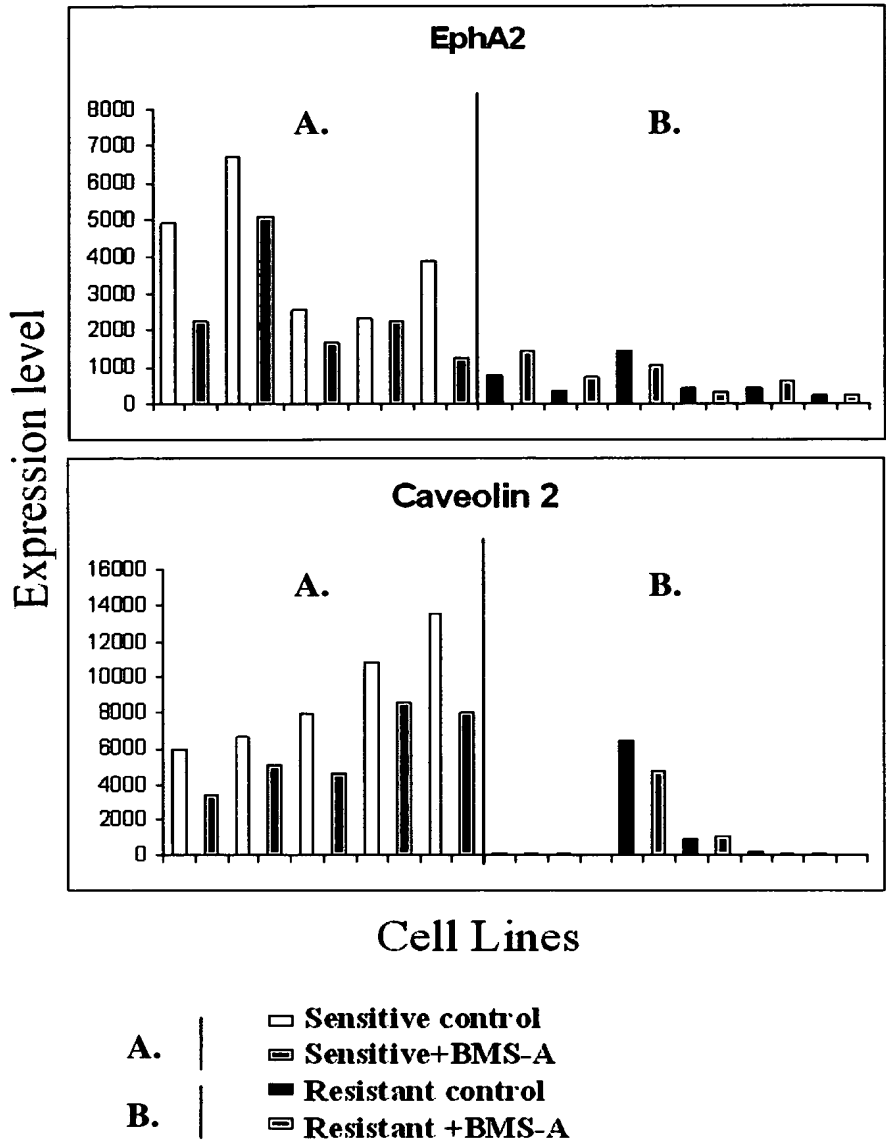 EphA2
A.
B.
8000
7000
6000
5000
4000
3000
2000
1000
0
Expression level
Caveolin 2
A.
B.
16000
14000
12000
10000
8000
6000
4000
2000
0
Cell Lines
A.
Sensitive control
Sensitive+BMS-A
B.
Resistant control
Resistant +BMS-A